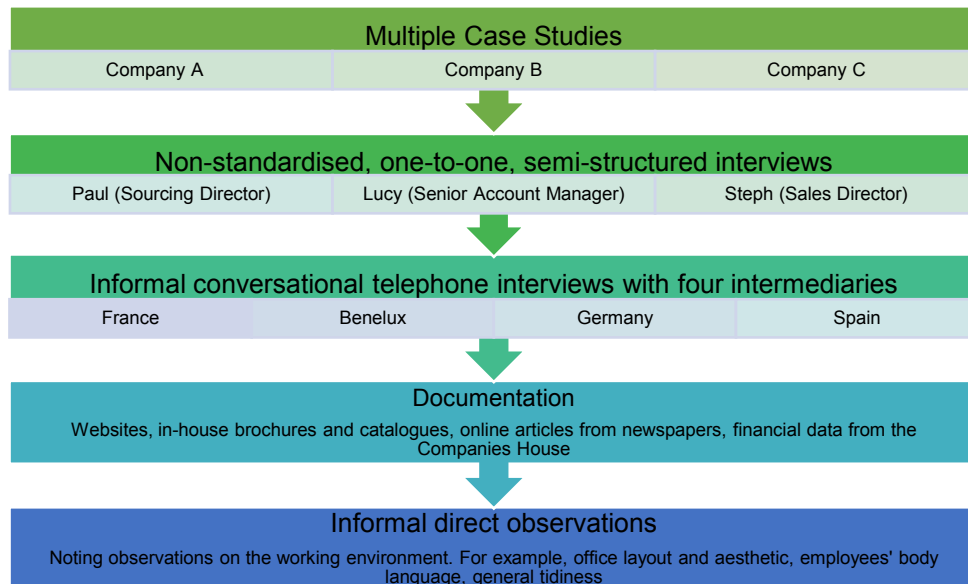 Multiple Case Studies
Company A
Company B
Company C
Non-standardised, one-to-one, semi-structured interviews
Paul (Sourcing Director)
Lucy (Senior Account Manager)
Steph (Sales Director)
Informal conversational telephone interviews with four intermediaries
France
Benelux
Germany
Spain
Documentation
Websites, in-house brochures and catalogues, online articles from newspapers, financial data from the
Companies House
Informal direct observations
Noting observations on the working environment. For example, office layout and aesthetic, employees' body
language, general tidiness